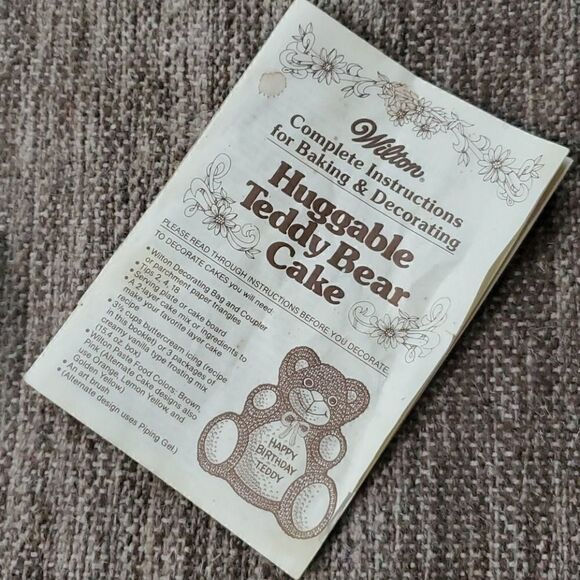 Wilton®
Complete Instructions
for Baking & Decorating
Huggable
Teddy Bear
Cake
PLEASE READ THROUGH INSTRUCTIONS BEFORE YOU DECORATE.
TO DECORATE CAKES you will need:
• Wilton Decorating Bag and Coupler
or parchment paper triangles
• Tips 2, 4, 18
• Serving plate or cake board
• A 2-layer cake mix or ingredients to
make your favorite layer cake
recipe.
• 3¾ cups buttercream icing (recipe
in this booklet) or 3 packages of
creamy vanilla type frosting mix
(15.4 oz. box)
• Wilton Paste Food Colors: Brown,
Pink (Alternate Cake designs also
use Orange, Lemon Yellow, and
Golden Yellow.)
• An art brush
(Alternate design uses Piping Gel.)
HAPPY
BIRTHDAY
TEDDY